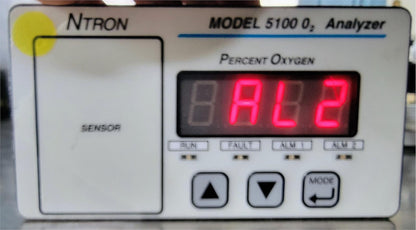 NTRON
MODEL 5100 O2 Analyzer
PERCENT OXYGEN
AL2
SENSOR
RUN FAULT ALM 1 ALM 2
MODE